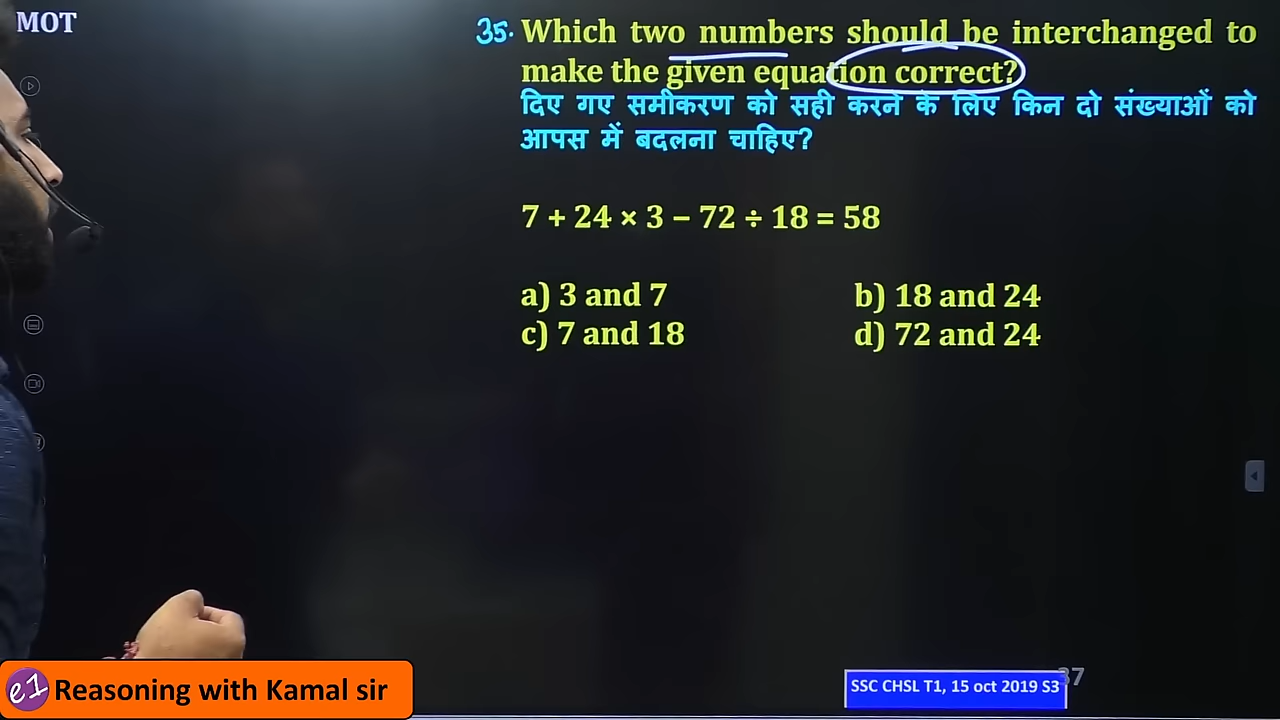 MOT
35. Which two numbers should be interchanged to
make the given equation correct?
दिए गए समीकरण को सही करने के लिए किन दो संख्याओं को
आपस में बदलना चाहिए?
7 + 24 × 3 – 72 ÷ 18 = 58
a) 3 and 7 b) 18 and 24
c) 7 and 18 d) 72 and 24
e1 Reasoning with Kamal sir
SSC CHSL T1, 15 oct 2019 S3
37